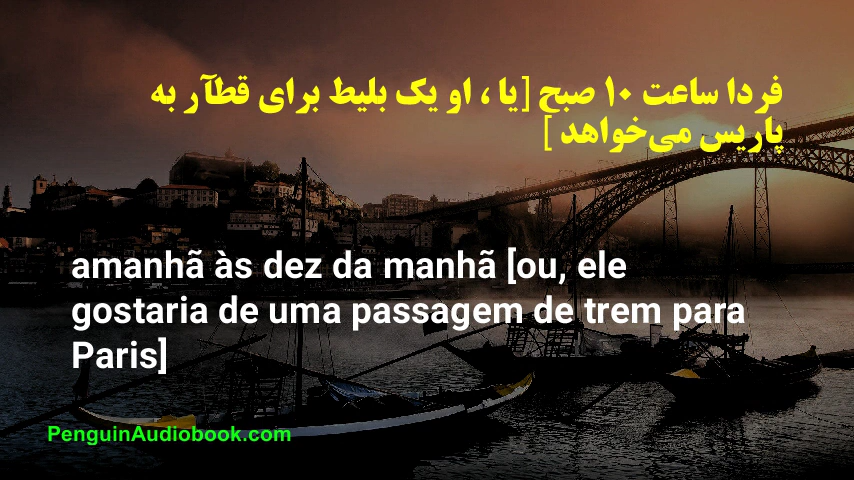 فردا ساعت ۱۰ صبح [یا ، او یک بلیط برای قطآر به
پاریس می‌خواهد ]
amanhã às dez da manhã [ou, ele
gostaria de uma passagem de trem para
Paris]
PenguinAudiobook.com